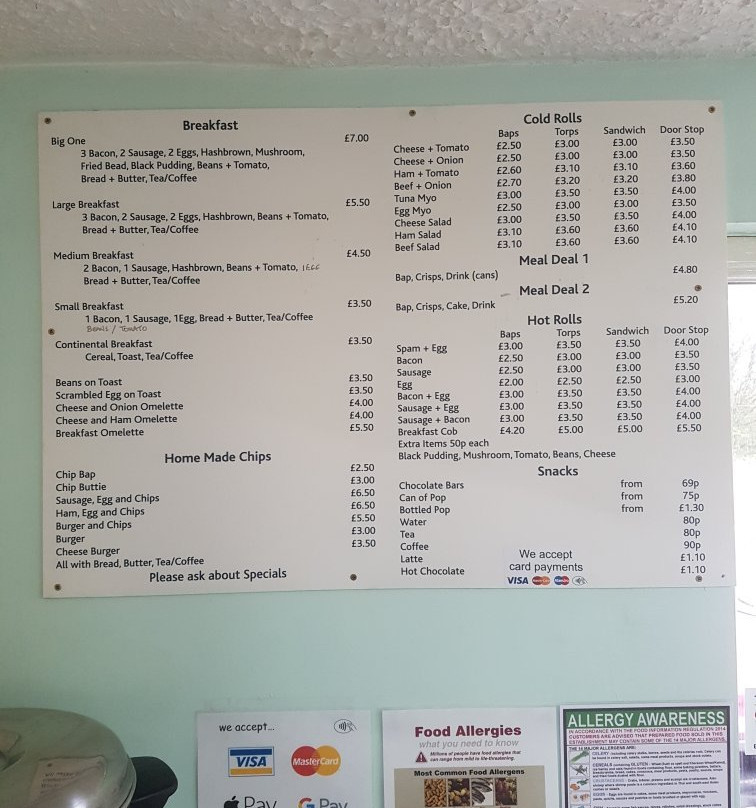 Breakfast
Big One £7.00
3 Bacon, 2 Sausage, 2 Eggs, Hashbrown, Mushroom,
Fried Bead, Black Pudding, Beans + Tomato,
Bread + Butter, Tea/Coffee
Large Breakfast £5.50
3 Bacon, 2 Sausage, 2 Eggs, Hashbrown, Beans + Tomato,
Bread + Butter, Tea/Coffee
Medium Breakfast £4.50
2 Bacon, 1 Sausage, Hashbrown, Beans + Tomato, 1EGG
Bread + Butter, Tea/Coffee
Small Breakfast £3.50
1 Bacon, 1 Sausage, 1Egg, Bread + Butter, Tea/Coffee
BEANS / TOMATO
Continental Breakfast £3.50
Cereal, Toast, Tea/Coffee
Beans on Toast £3.50
Scrambled Egg on Toast £3.50
Cheese and Onion Omelette £4.00
Cheese and Ham Omelette £4.00
Breakfast Omelette £5.50
Home Made Chips
Chip Bap £2.50
Chip Buttie £3.00
Sausage, Egg and Chips £6.50
Ham, Egg and Chips £6.50
Burger and Chips £5.50
Burger £3.00
Cheese Burger £3.50
All with Bread, Butter, Tea/Coffee
Please ask about Specials
Cold Rolls
Baps Torps Sandwich Door Stop
Cheese + Tomato £2.50 £3.00 £3.00 £3.50
Cheese + Onion £2.50 £3.00 £3.00 £3.50
Ham + Tomato £2.60 £3.10 £3.10 £3.60
Beef + Onion £2.70 £3.20 £3.20 £3.80
Tuna Myo £3.00 £3.50 £3.50 £4.00
Egg Myo £2.50 £3.00 £3.00 £3.50
Cheese Salad £3.00 £3.50 £3.50 £4.00
Ham Salad £3.10 £3.60 £3.60 £4.10
Beef Salad £3.10 £3.60 £3.60 £4.10
Meal Deal 1
Bap, Crisps, Drink (cans) £4.80
Meal Deal 2
Bap, Crisps, Cake, Drink £5.20
Hot Rolls
Baps Torps Sandwich Door Stop
Spam + Egg £3.00 £3.50 £3.50 £4.00
Bacon £2.50 £3.00 £3.00 £3.50
Sausage £2.50 £3.00 £3.00 £3.50
Egg £2.00 £2.50 £2.50 £3.00
Bacon + Egg £3.00 £3.50 £3.50 £4.00
Sausage + Egg £3.00 £3.50 £3.50 £4.00
Sausage + Bacon £3.00 £3.50 £3.50 £4.00
Breakfast Cob £4.20 £5.00 £5.00 £5.50
Extra Items 50p each
Black Pudding, Mushroom, Tomato, Beans, Cheese
Snacks
Chocolate Bars from 69p
Can of Pop from 75p
Bottled Pop from £1.30
Water 80p
Tea 80p
Coffee 90p
Latte £1.10
Hot Chocolate £1.10
We accept
card payments
VISA
we accept...
VISA MasterCard
Pay G Pay
Food Allergies
what you need to know
Millions of people have food allergies that
can range from mild to life-threatening.
Most Common Food Allergens
ALLERGY AWARENESS